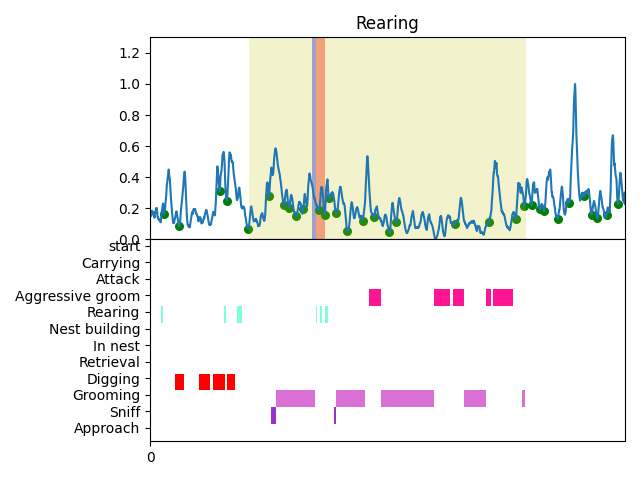 Rearing
1.2
1.0
0.8
0.6
0.4
0.2
0.0
start
Carrying
Attack
Aggressive groom
Rearing
Nest building
In nest
Retrieval
Digging
Grooming
Sniff
Approach
0